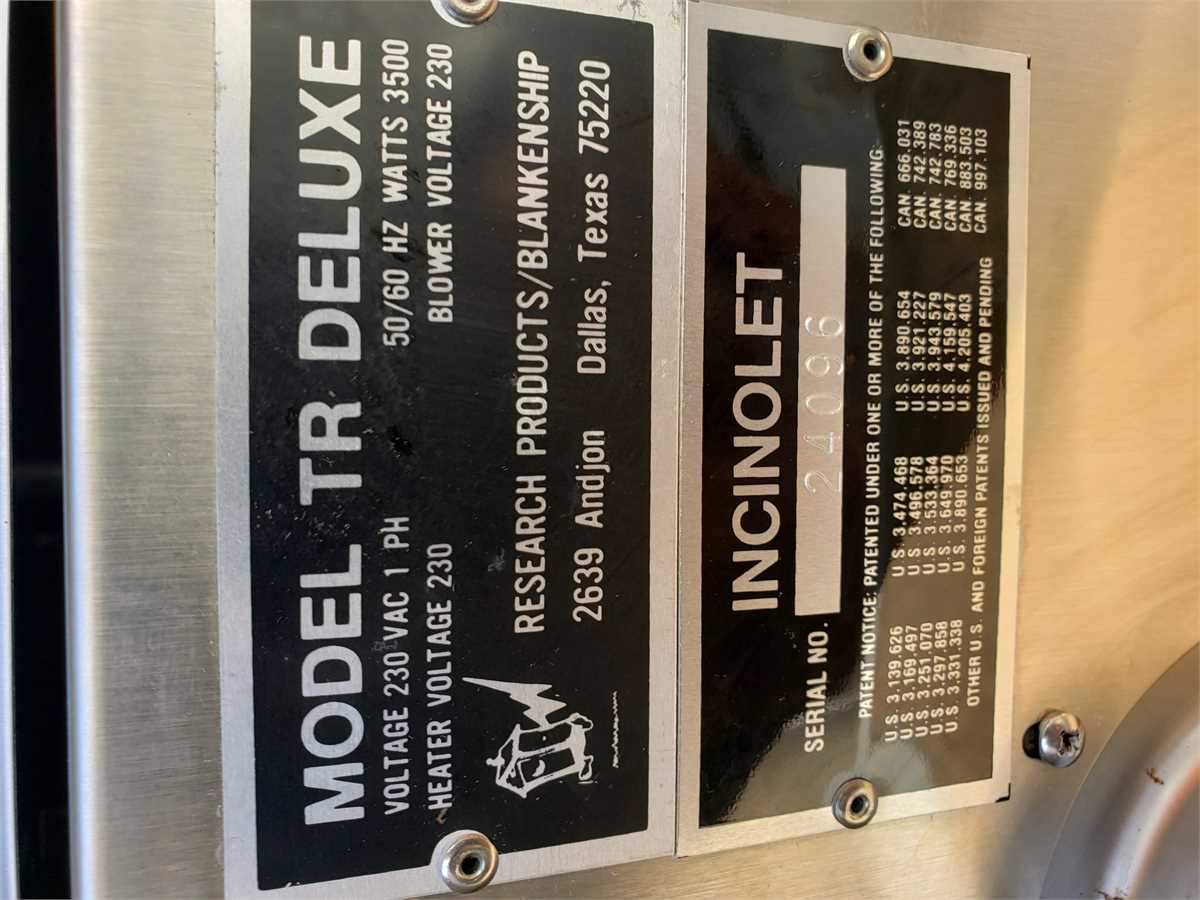 MODEL TR DELUXE
VOLTAGE 230 VAC 1 PH 50/60 HZ WATTS 3500
HEATER VOLTAGE 230 BLOWER VOLTAGE 230
RESEARCH PRODUCTS/BLANKENSHIP
2639 Andjon Dallas, Texas 75220
INCINOLET
SERIAL NO. 24096
PATENT NOTICE: PATENTED UNDER ONE OR MORE OF THE FOLLOWING:
U.S. 3.139.626 U.S. 3.474.468 U.S. 3.890.654 CAN. 666.031
U.S. 3.169.497 U.S. 3.496.578 U.S. 3.921.227 CAN. 742.389
U.S. 3.251.070 U.S. 3.533.364 U.S. 3.943.579 CAN. 742.783
U.S. 3.297.858 U.S. 3.649.970 U.S. 4.159.547 CAN. 769.336
U.S. 3.331.338 U.S. 3.890.653 U.S. 4.205.403 CAN. 883.503
CAN. 997.103
OTHER U.S. AND FOREIGN PATENTS ISSUED AND PENDING